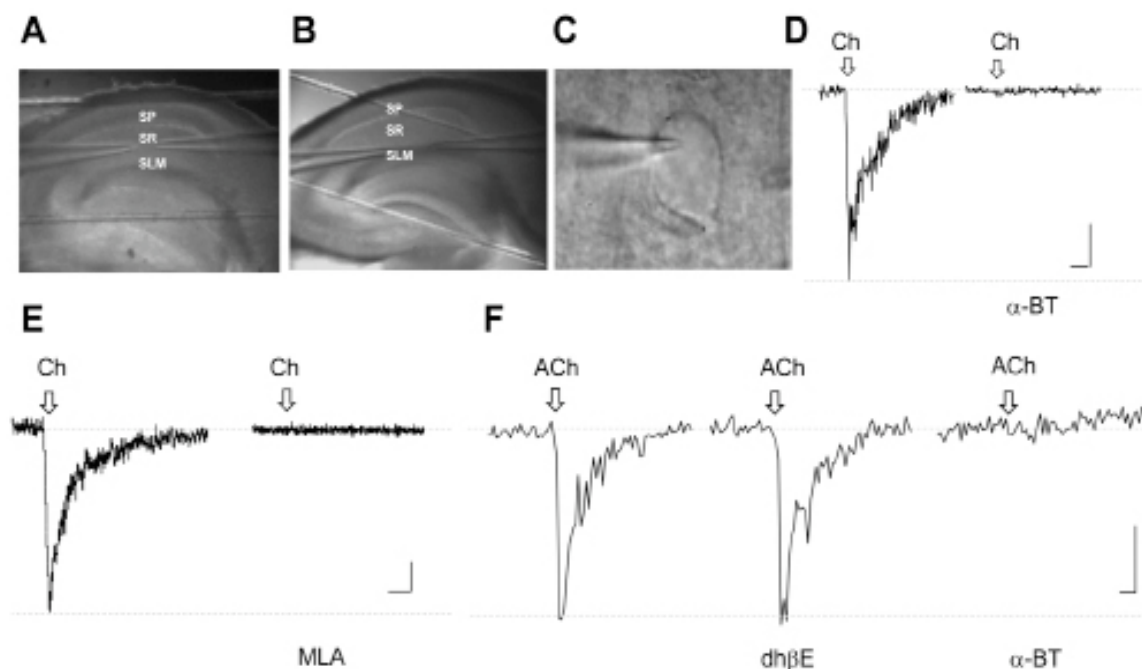 A
B
C
D
SP
SR
SLM
SP
SR
SLM
Ch
Ch
α-BT
E
F
Ch
Ch
ACh
ACh
ACh
MLA
dhβE
α-BT